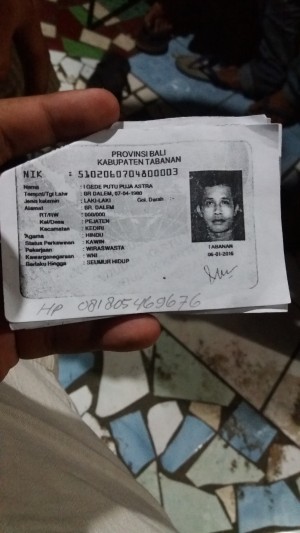 PROVINSI BALI
KABUPATEN TABANAN
NIK : 5102060704800003
Nama : I GEDE PUTU PUJA ASTRA
Tempat/Tgl Lahir : BR DALEM, 07-04-1980
Jenis kelamin : LAKI-LAKI Gol. Darah :
Alamat : BR. DALEM
RT/RW : 000/000
Kel/Desa : PEJATEN
Kecamatan : KEDIRI
Agama : HINDU
Status Perkawinan : KAWIN
Pekerjaan : WIRASWASTA
Kewarganegaraan : WNI
Berlaku Hingga : SEUMUR HIDUP
TABANAN
06-01-2016
HP 081805469676